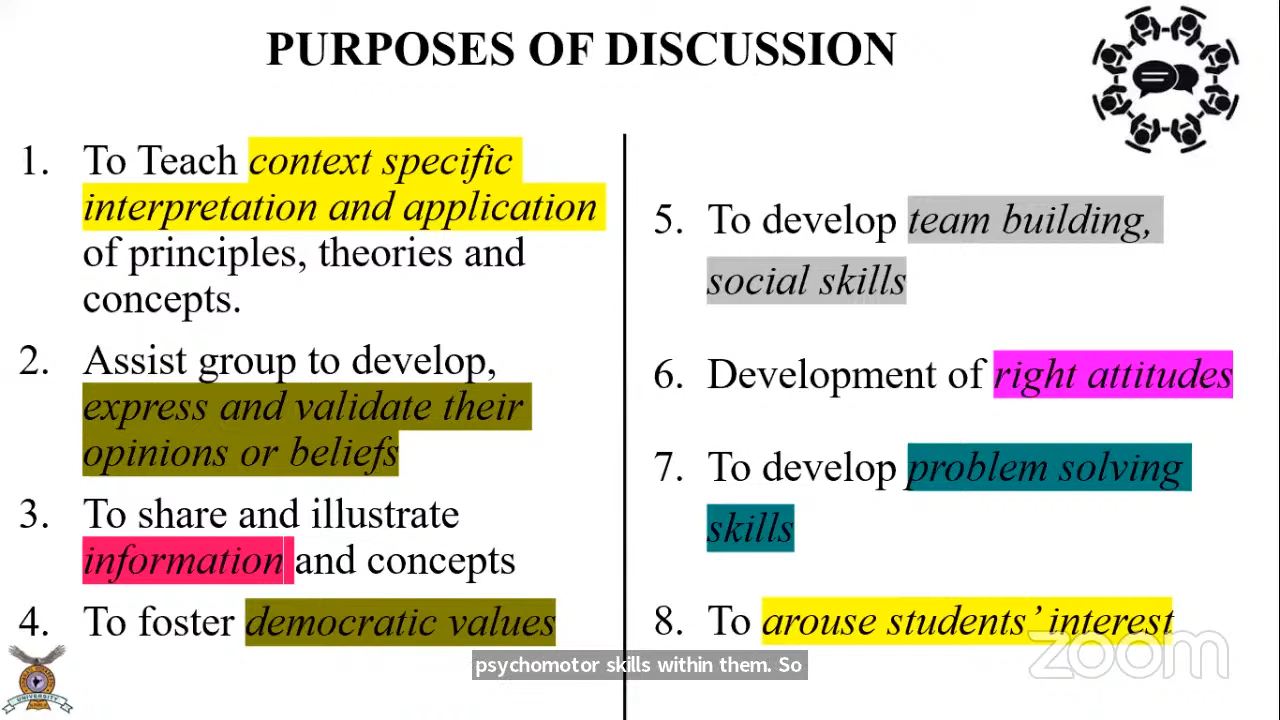 PURPOSES OF DISCUSSION
1. To Teach context specific
interpretation and application
of principles, theories and
concepts.
2. Assist group to develop,
express and validate their
opinions or beliefs
3. To share and illustrate
information and concepts
4. To foster democratic values
5. To develop team building,
social skills
6. Development of right attitudes
7. To develop problem solving
skills
8. To arouse students’ interest
psychomotor skills within them. So
zoom
UNIVERSITY